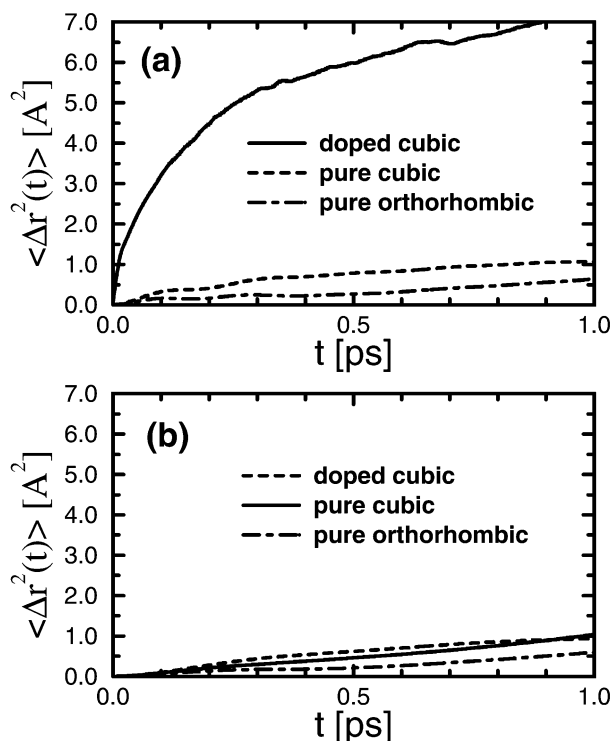 7.0
6.0
5.0
4.0
3.0
2.0
1.0
0.0
<Δr²(t)> [A²]
(a)
doped cubic
pure cubic
pure orthorhombic
0.0 0.5 1.0
t [ps]
7.0
6.0
5.0
4.0
3.0
2.0
1.0
0.0
<Δr²(t)> [A²]
(b)
doped cubic
pure cubic
pure orthorhombic
0.0 0.5 1.0
t [ps]